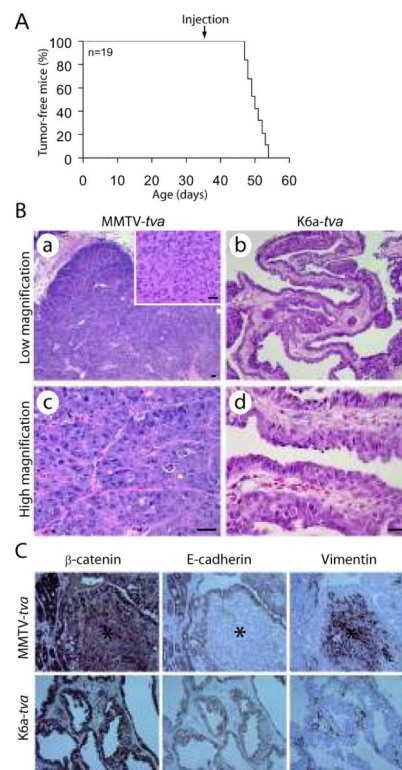 A
Injection
n=19
Tumor-free mice (%)
100
80
60
40
20
0
0 10 20 30 40 50 60
Age (days)
B
MMTV-tva K6a-tva
Low magnification
a b
High magnification
c d
C
β-catenin E-cadherin Vimentin
MMTV-tva
* * *
K6a-tva